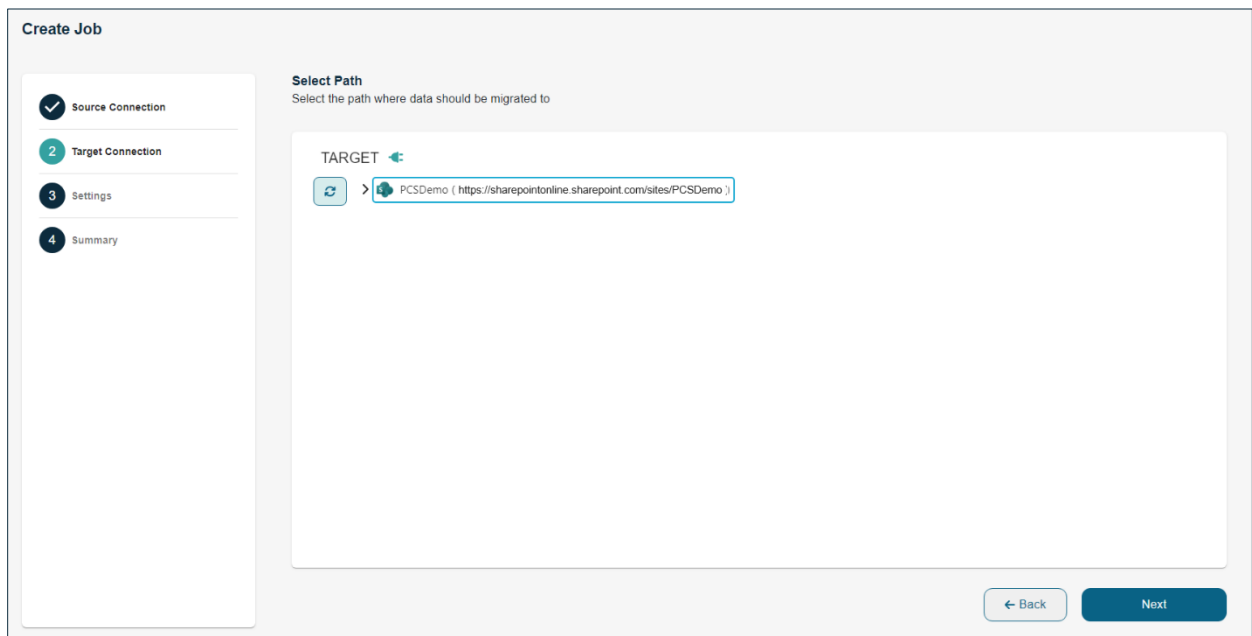 Create Job
Source Connection
2 Target Connection
3 Settings
4 Summary
Select Path
Select the path where data should be migrated to
TARGET
PCSDemo ( https://sharepointonline.sharepoint.com/sites/PCSDemo )
Back
Next